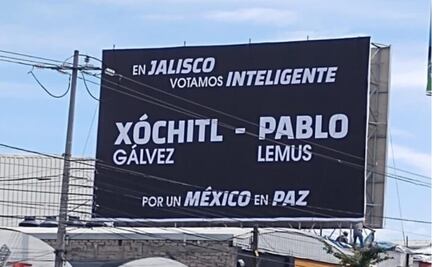 EN JALISCO
VOTAMOS INTELIGENTE
XÓCHITL - PABLO
GÁLVEZ LEMUS
POR UN MÉXICO EN PAZ